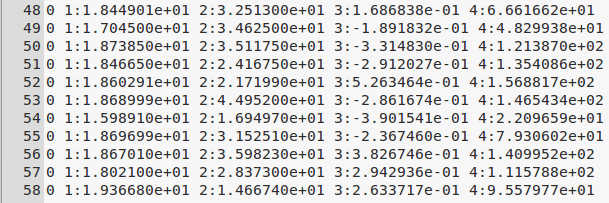 48 0 1:1.844901e+01 2:3.251300e+01 3:1.686838e-01 4:6.661662e+01
49 0 1:1.704500e+01 2:3.462500e+01 3:-1.891832e-01 4:4.829938e+01
50 0 1:1.873850e+01 2:3.511750e+01 3:-3.314830e-01 4:1.213870e+02
51 0 1:1.846650e+01 2:2.416750e+01 3:-2.912027e-01 4:1.354086e+02
52 0 1:1.860291e+01 2:2.171990e+01 3:5.263464e-01 4:1.568817e+02
53 0 1:1.868999e+01 2:4.495200e+01 3:-2.861674e-01 4:1.465434e+02
54 0 1:1.598910e+01 2:1.694970e+01 3:-3.901541e-01 4:2.209659e+01
55 0 1:1.869699e+01 2:3.152510e+01 3:-2.367460e-01 4:7.930602e+01
56 0 1:1.867010e+01 2:3.598230e+01 3:3.826746e-01 4:1.409952e+02
57 0 1:1.802100e+01 2:2.837300e+01 3:2.942936e-01 4:1.115788e+02
58 0 1:1.936680e+01 2:1.466740e+01 3:2.633717e-01 4:9.557977e+01